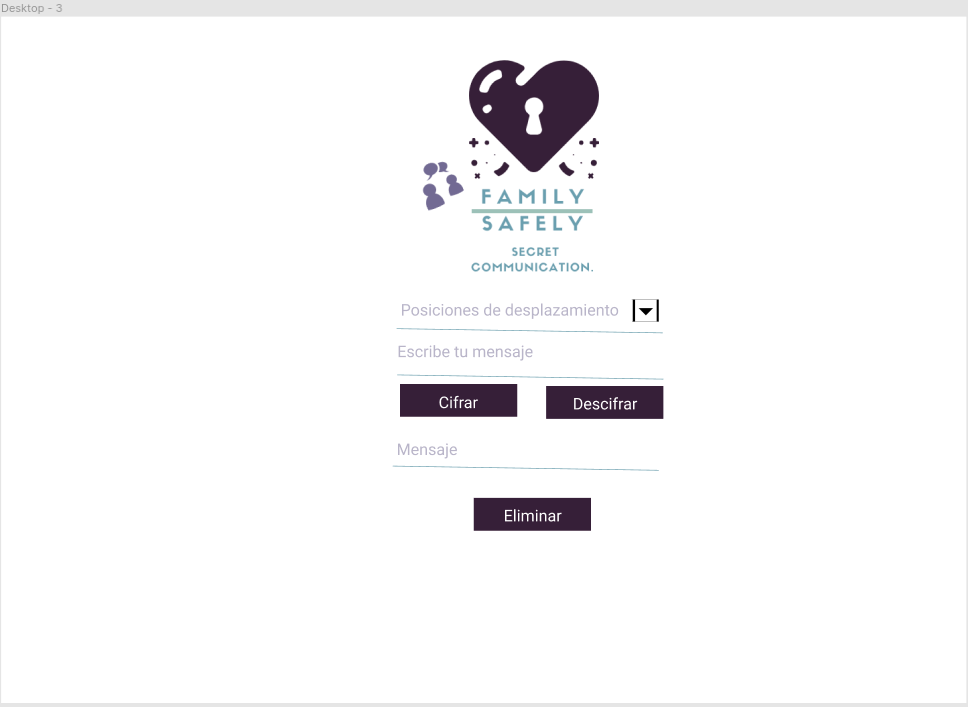 Desktop - 3
FAMILY
SAFELY
SECRET
COMMUNICATION.
Posiciones de desplazamiento
Escribe tu mensaje
Cifrar
Descifrar
Mensaje
Eliminar